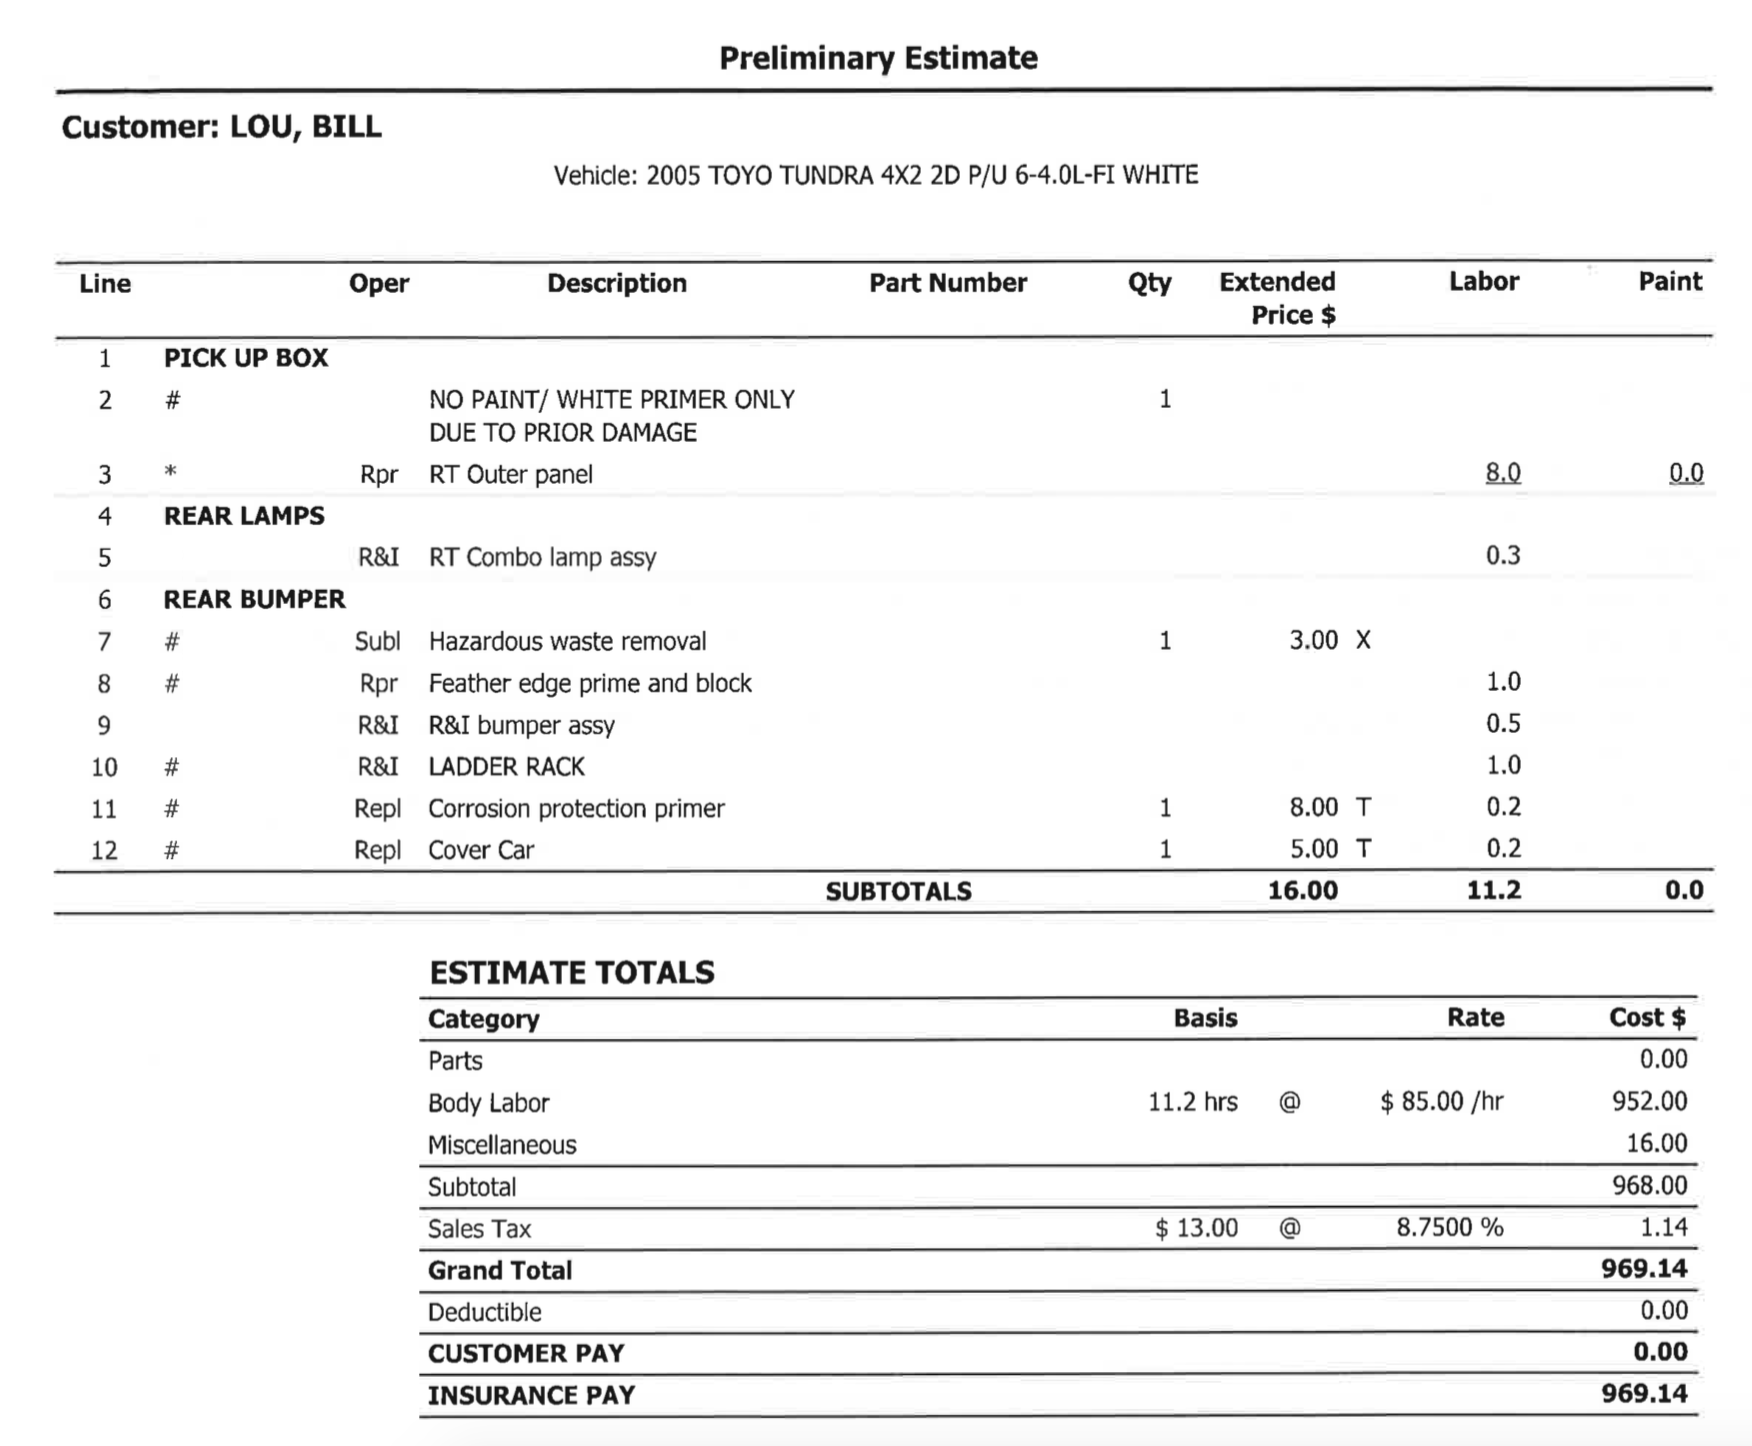 Preliminary Estimate
Customer: LOU, BILL
Vehicle: 2005 TOYO TUNDRA 4X2 2D P/U 6-4.0L-FI WHITE
Line Oper Description Part Number Qty Extended Price $ Labor Paint
1 PICK UP BOX
2 # NO PAINT/ WHITE PRIMER ONLY 1
DUE TO PRIOR DAMAGE
3 * Rpr RT Outer panel 8.0 0.0
4 REAR LAMPS
5 R&I RT Combo lamp assy 0.3
6 REAR BUMPER
7 # Subl Hazardous waste removal 1 3.00 X
8 # Rpr Feather edge prime and block 1.0
9 R&I R&I bumper assy 0.5
10 # R&I LADDER RACK 1.0
11 # Repl Corrosion protection primer 1 8.00 T 0.2
12 # Repl Cover Car 1 5.00 T 0.2
SUBTOTALS 16.00 11.2 0.0
ESTIMATE TOTALS
Category Basis Rate Cost $
Parts 0.00
Body Labor 11.2 hrs @ $ 85.00 /hr 952.00
Miscellaneous 16.00
Subtotal 968.00
Sales Tax $ 13.00 @ 8.7500 % 1.14
Grand Total 969.14
Deductible 0.00
CUSTOMER PAY 0.00
INSURANCE PAY 969.14